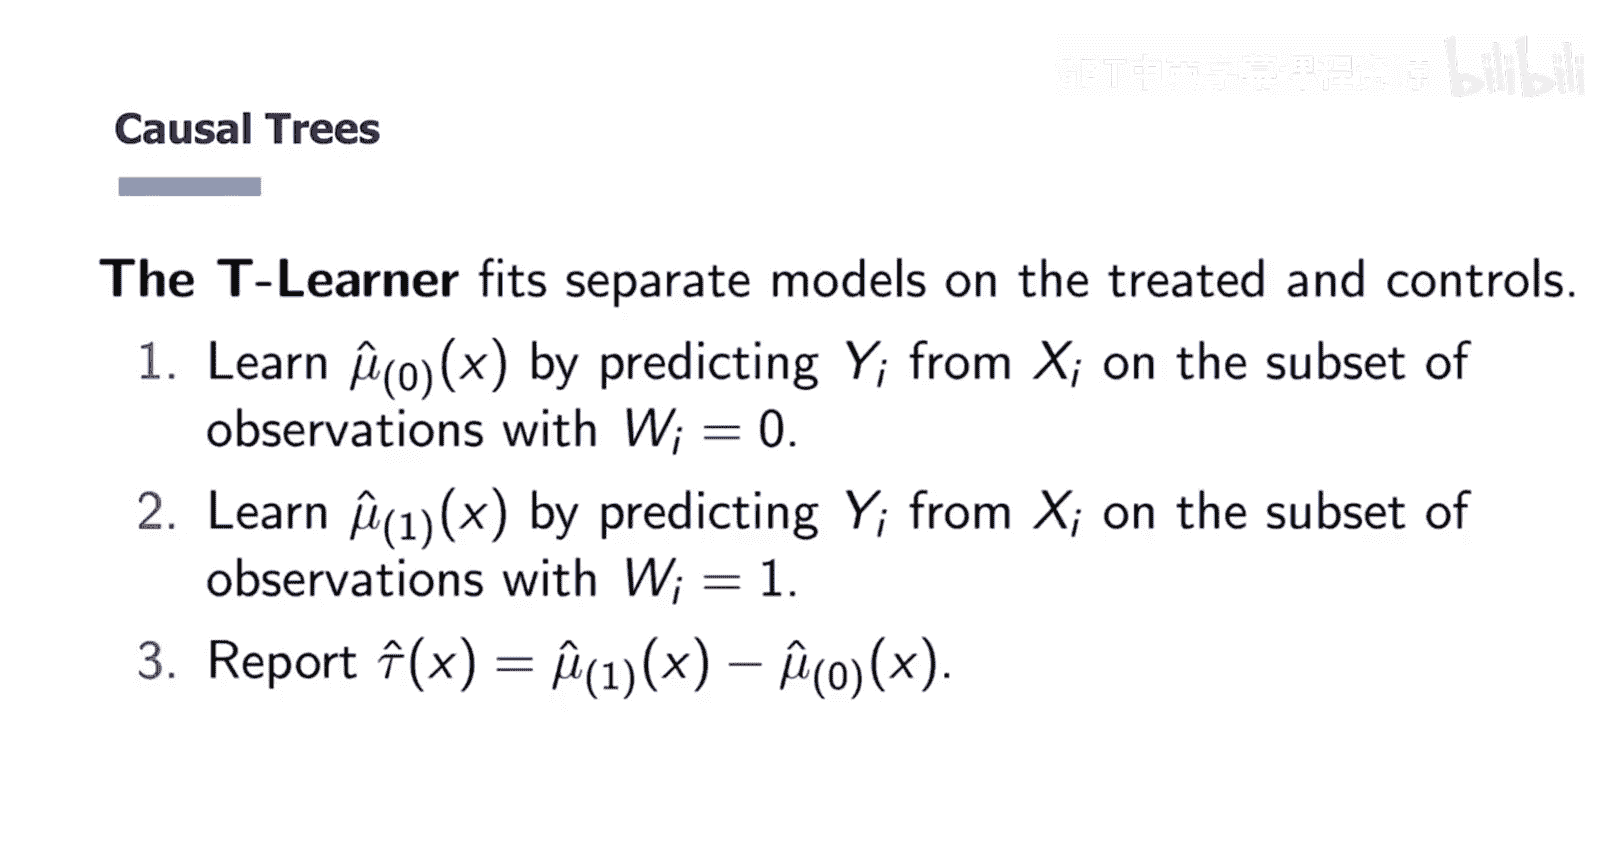 bilibili
Causal Trees
The T-Learner fits separate models on the treated and controls.
1. Learn μ̂₍₀₎(x) by predicting Yᵢ from Xᵢ on the subset of
observations with Wᵢ = 0.
2. Learn μ̂₍₁₎(x) by predicting Yᵢ from Xᵢ on the subset of
observations with Wᵢ = 1.
3. Report τ̂(x) = μ̂₍₁₎(x) − μ̂₍₀₎(x).